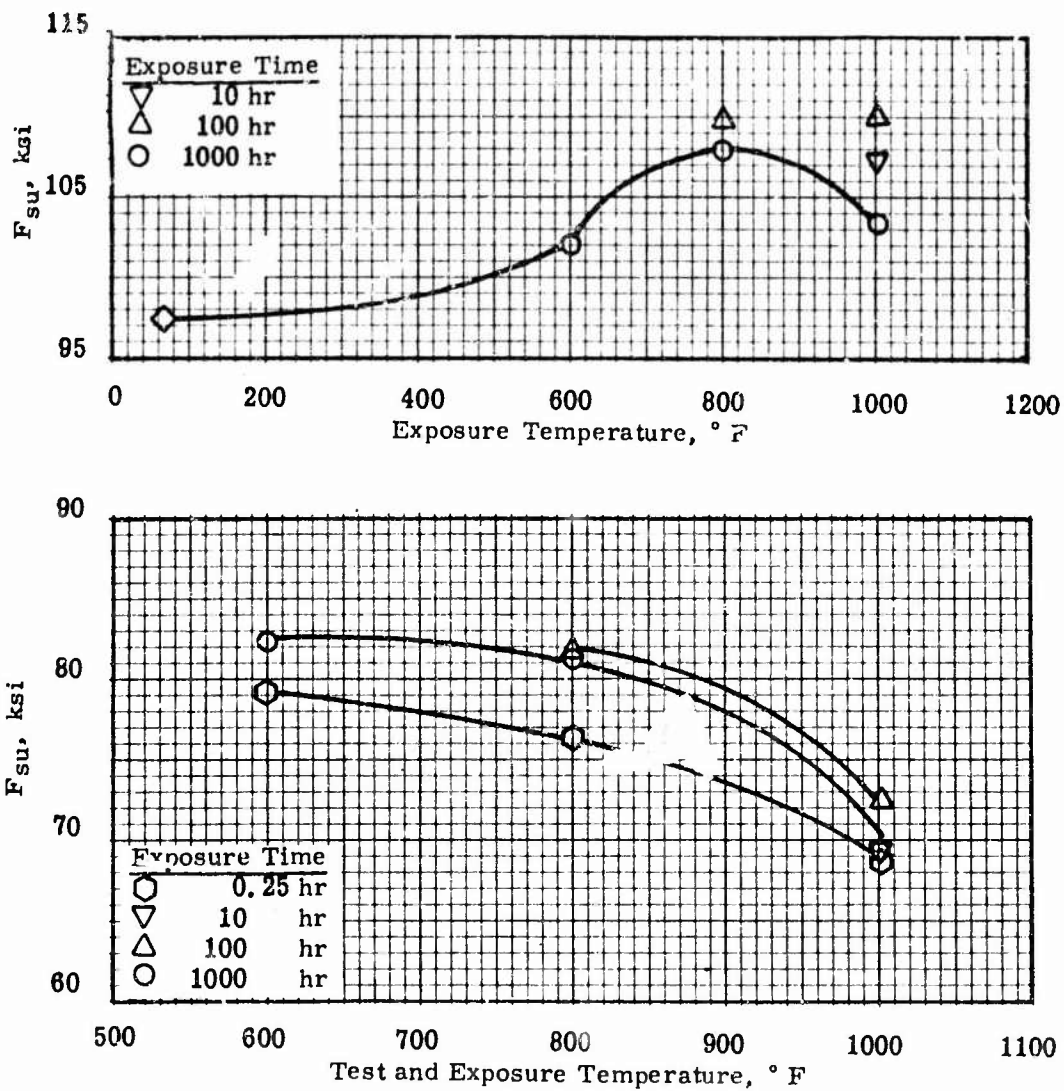 115
Exposure Time
10 hr
100 hr
1000 hr
F su, ksi
105
95
0 200 400 600 800 1000 1200
Exposure Temperature, ° F
90
80
F su, ksi
70
Exposure Time
0.25 hr
10 hr
100 hr
1000 hr
60
500 600 700 800 900 1000 1100
Test and Exposure Temperature, ° F